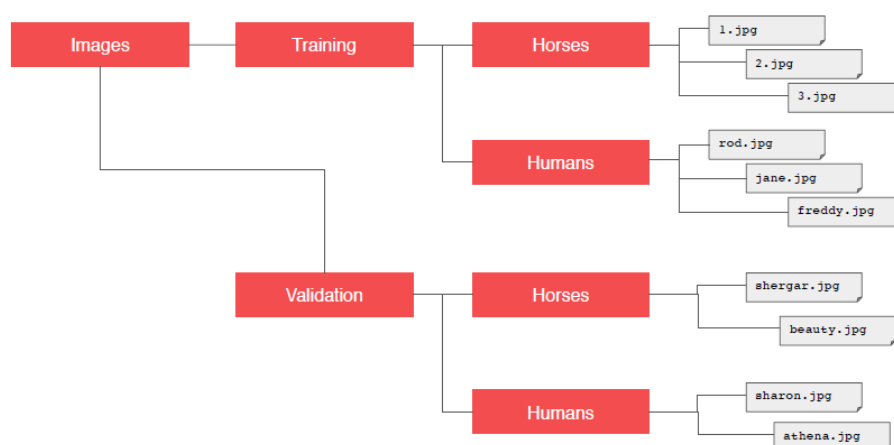 Images
Training
Horses
1.jpg
2.jpg
3.jpg
Humans
rod.jpg
jane.jpg
freddy.jpg
Validation
Horses
shergar.jpg
beauty.jpg
Humans
sharon.jpg
athena.jpg